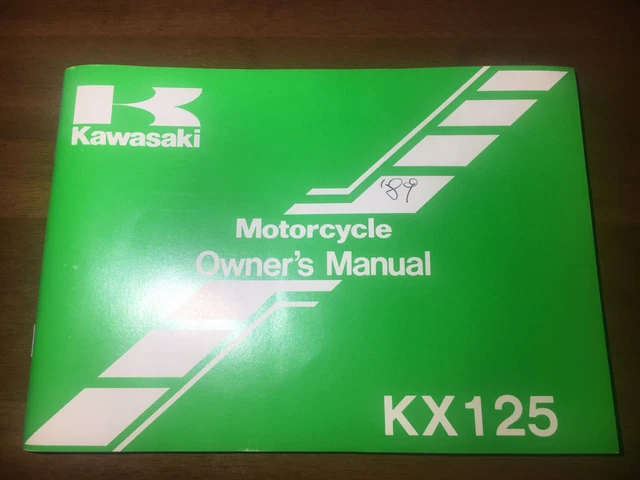 Kawasaki
'89
Motorcycle
Owner's Manual
KX125